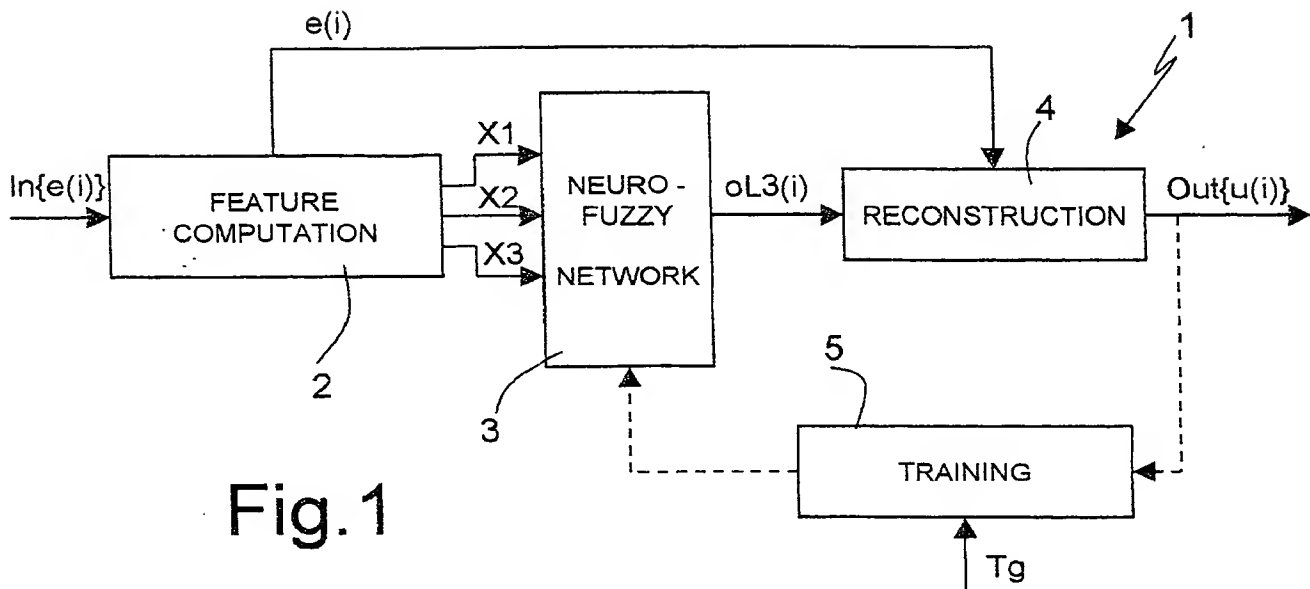 e(i)
1
In{e(i)}
FEATURE
COMPUTATION
2
X1
X2
X3
NEURO -
FUZZY
NETWORK
3
oL3(i)
4
RECONSTRUCTION
Out{u(i)}
5
TRAINING
Tg
Fig.1